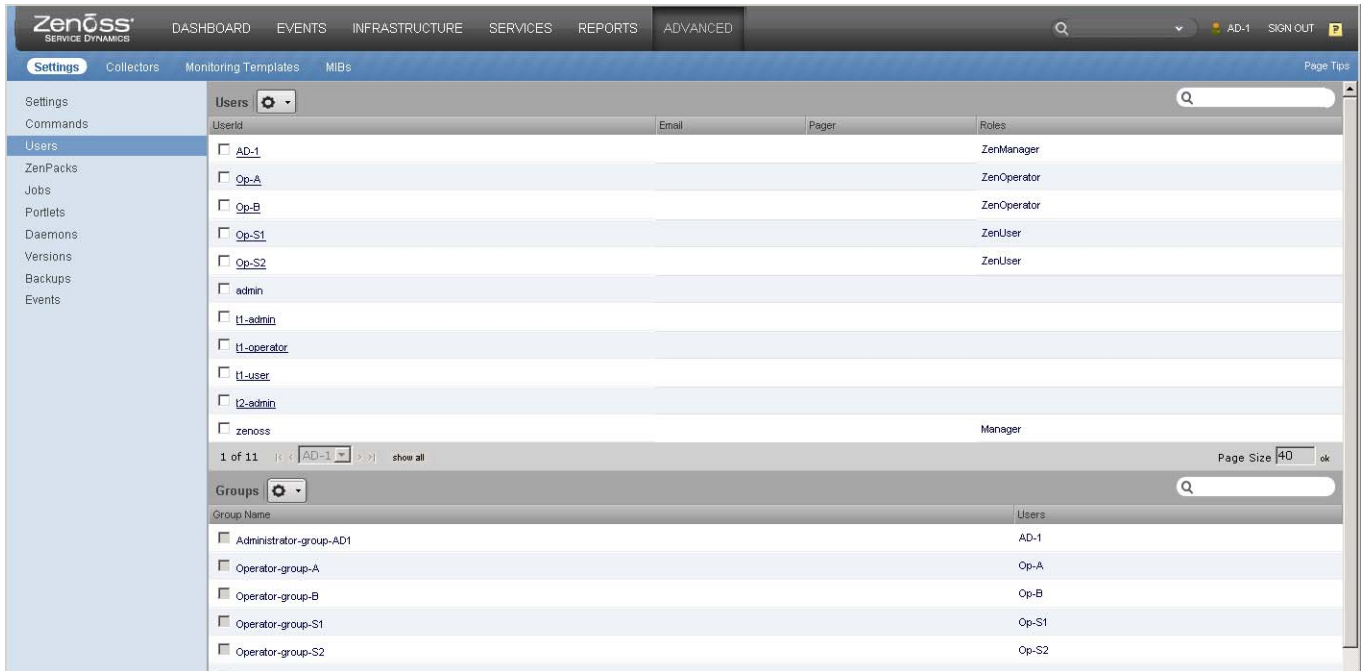 Zenōss
SERVICE DYNAMICS
DASHBOARD EVENTS INFRASTRUCTURE SERVICES REPORTS ADVANCED
AD-1 SIGN OUT ?
Settings Collectors Monitoring Templates MIBs Page Tips
Settings
Commands
Users
ZenPacks
Jobs
Portlets
Daemons
Versions
Backups
Events
Users
UserId Email Pager Roles
AD-1 ZenManager
Op-A ZenOperator
Op-B ZenOperator
Op-S1 ZenUser
Op-S2 ZenUser
admin
t1-admin
t1-operator
t1-user
t2-admin
zenoss Manager
1 of 11 |< < AD-1 > >| show all Page Size 40 ok
Groups
Group Name Users
Administrator-group-AD1 AD-1
Operator-group-A Op-A
Operator-group-B Op-B
Operator-group-S1 Op-S1
Operator-group-S2 Op-S2